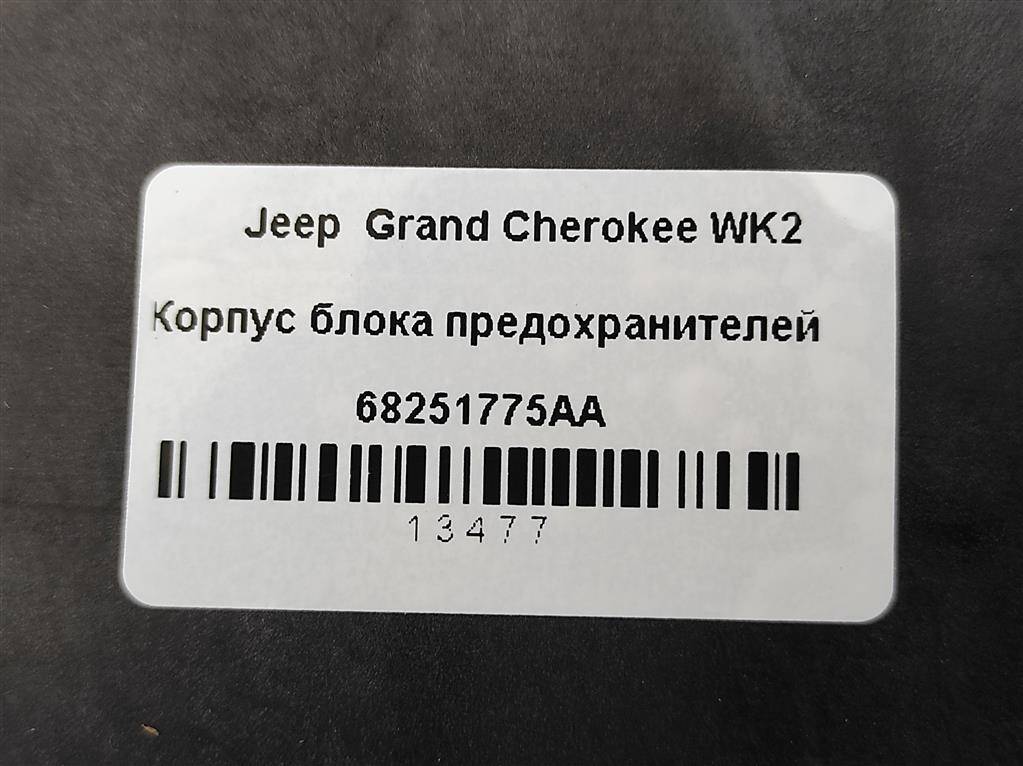 Jeep Grand Cherokee WK2
Корпус блока предохранителей
68251775AA
13477